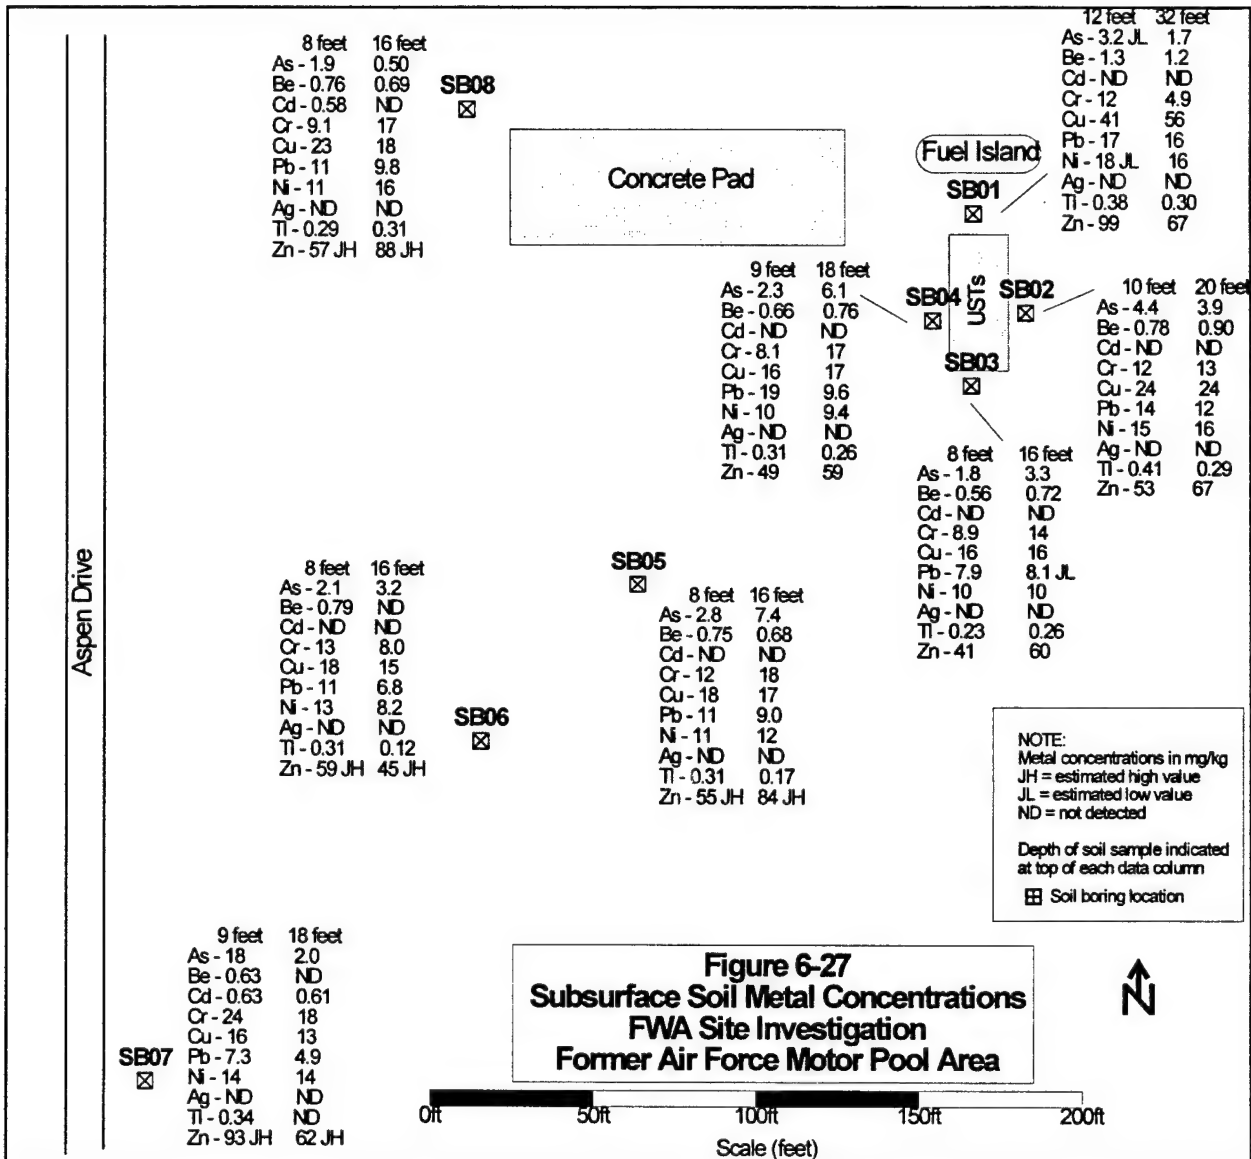 8 feet 16 feet
As - 1.9 0.50
Be - 0.76 0.69
Cd - 0.58 ND
Cr - 9.1 17
Cu - 23 18
Pb - 11 9.8
Ni - 11 16
Ag - ND ND
Tl - 0.29 0.31
Zn - 57 JH 88 JH
SB08
Concrete Pad
Fuel Island
SB01
12 feet 32 feet
As - 3.2 JL 1.7
Be - 1.3 1.2
Cd - ND ND
Cr - 12 4.9
Cu - 41 56
Pb - 17 16
Ni - 18 JL 16
Ag - ND ND
Tl - 0.38 0.30
Zn - 99 67
9 feet 18 feet
As - 2.3 6.1
Be - 0.66 0.76
Cd - ND ND
Cr - 8.1 17
Cu - 16 17
Pb - 19 9.6
Ni - 10 9.4
Ag - ND ND
Tl - 0.31 0.26
Zn - 49 59
SB04
USTs
SB02
SB03
10 feet 20 feet
As - 4.4 3.9
Be - 0.78 0.90
Cd - ND ND
Cr - 12 13
Cu - 24 24
Pb - 14 12
Ni - 15 16
Ag - ND ND
Tl - 0.41 0.29
Zn - 53 67
8 feet 16 feet
As - 1.8 3.3
Be - 0.56 0.72
Cd - ND ND
Cr - 8.9 14
Cu - 16 16
Pb - 7.9 8.1 JL
Ni - 10 10
Ag - ND ND
Tl - 0.23 0.26
Zn - 41 60
Aspen Drive
8 feet 16 feet
As - 2.1 3.2
Be - 0.79 ND
Cd - ND ND
Cr - 13 8.0
Cu - 18 15
Pb - 11 6.8
Ni - 13 8.2
Ag - ND ND
Tl - 0.31 0.12
Zn - 59 JH 45 JH
SB06
SB05
8 feet 16 feet
As - 2.8 7.4
Be - 0.75 0.68
Cd - ND ND
Cr - 12 18
Cu - 18 17
Pb - 11 9.0
Ni - 11 12
Ag - ND ND
Tl - 0.31 0.17
Zn - 55 JH 84 JH
NOTE:
Metal concentrations in mg/kg
JH = estimated high value
JL = estimated low value
ND = not detected
Depth of soil sample indicated
at top of each data column
Soil boring location
9 feet 18 feet
As - 18 2.0
Be - 0.63 ND
Cd - 0.63 0.61
Cr - 24 18
Cu - 16 13
Pb - 7.3 4.9
Ni - 14 14
Ag - ND ND
Tl - 0.34 ND
Zn - 93 JH 62 JH
SB07
Figure 6-27
Subsurface Soil Metal Concentrations
FWA Site Investigation
Former Air Force Motor Pool Area
N
0ft 50ft 100ft 150ft 200ft
Scale (feet)